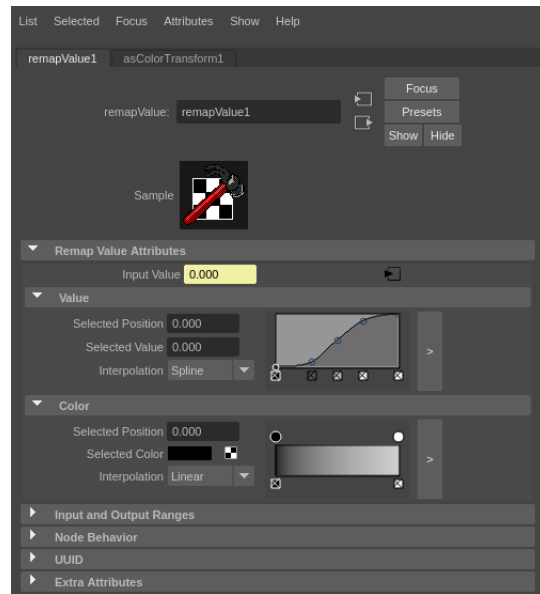 List Selected Focus Attributes Show Help
remapValue1 asColorTransform1
Focus
remapValue: remapValue1
Presets
Show Hide
Sample
Remap Value Attributes
Input Value 0.000
Value
Selected Position 0.000
Selected Value 0.000
Interpolation Spline
>
Color
Selected Position 0.000
Selected Color
Interpolation Linear
>
Input and Output Ranges
Node Behavior
UUID
Extra Attributes